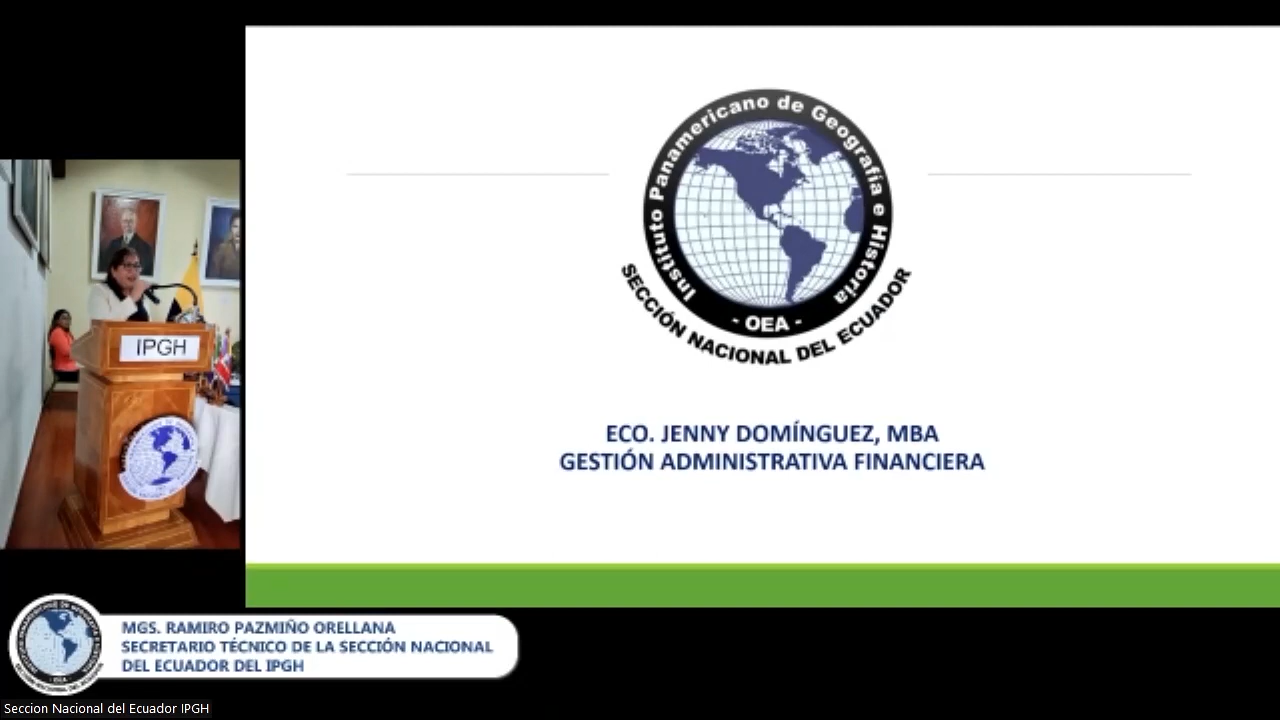 Instituto Panamericano de Geografía e Historia
- OEA -
SECCIÓN NACIONAL DEL ECUADOR
ECO. JENNY DOMÍNGUEZ, MBA
GESTIÓN ADMINISTRATIVA FINANCIERA
IPGH
MGS. RAMIRO PAZMIÑO ORELLANA
SECRETARIO TÉCNICO DE LA SECCIÓN NACIONAL
DEL ECUADOR DEL IPGH
Seccion Nacional del Ecuador IPGH